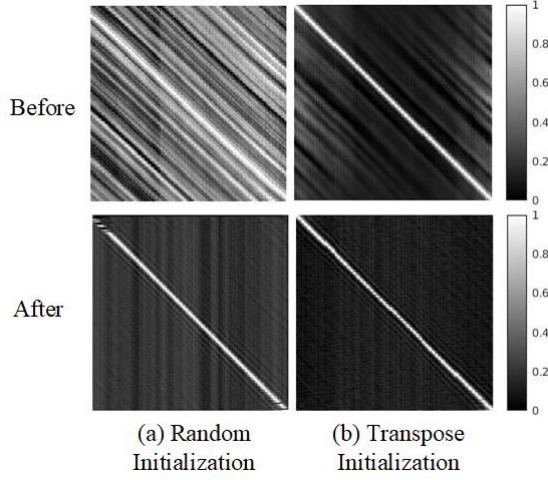 Before
1
0.8
0.6
0.4
0.2
0
After
1
0.8
0.6
0.4
0.2
0
(a) Random
Initialization
(b) Transpose
Initialization